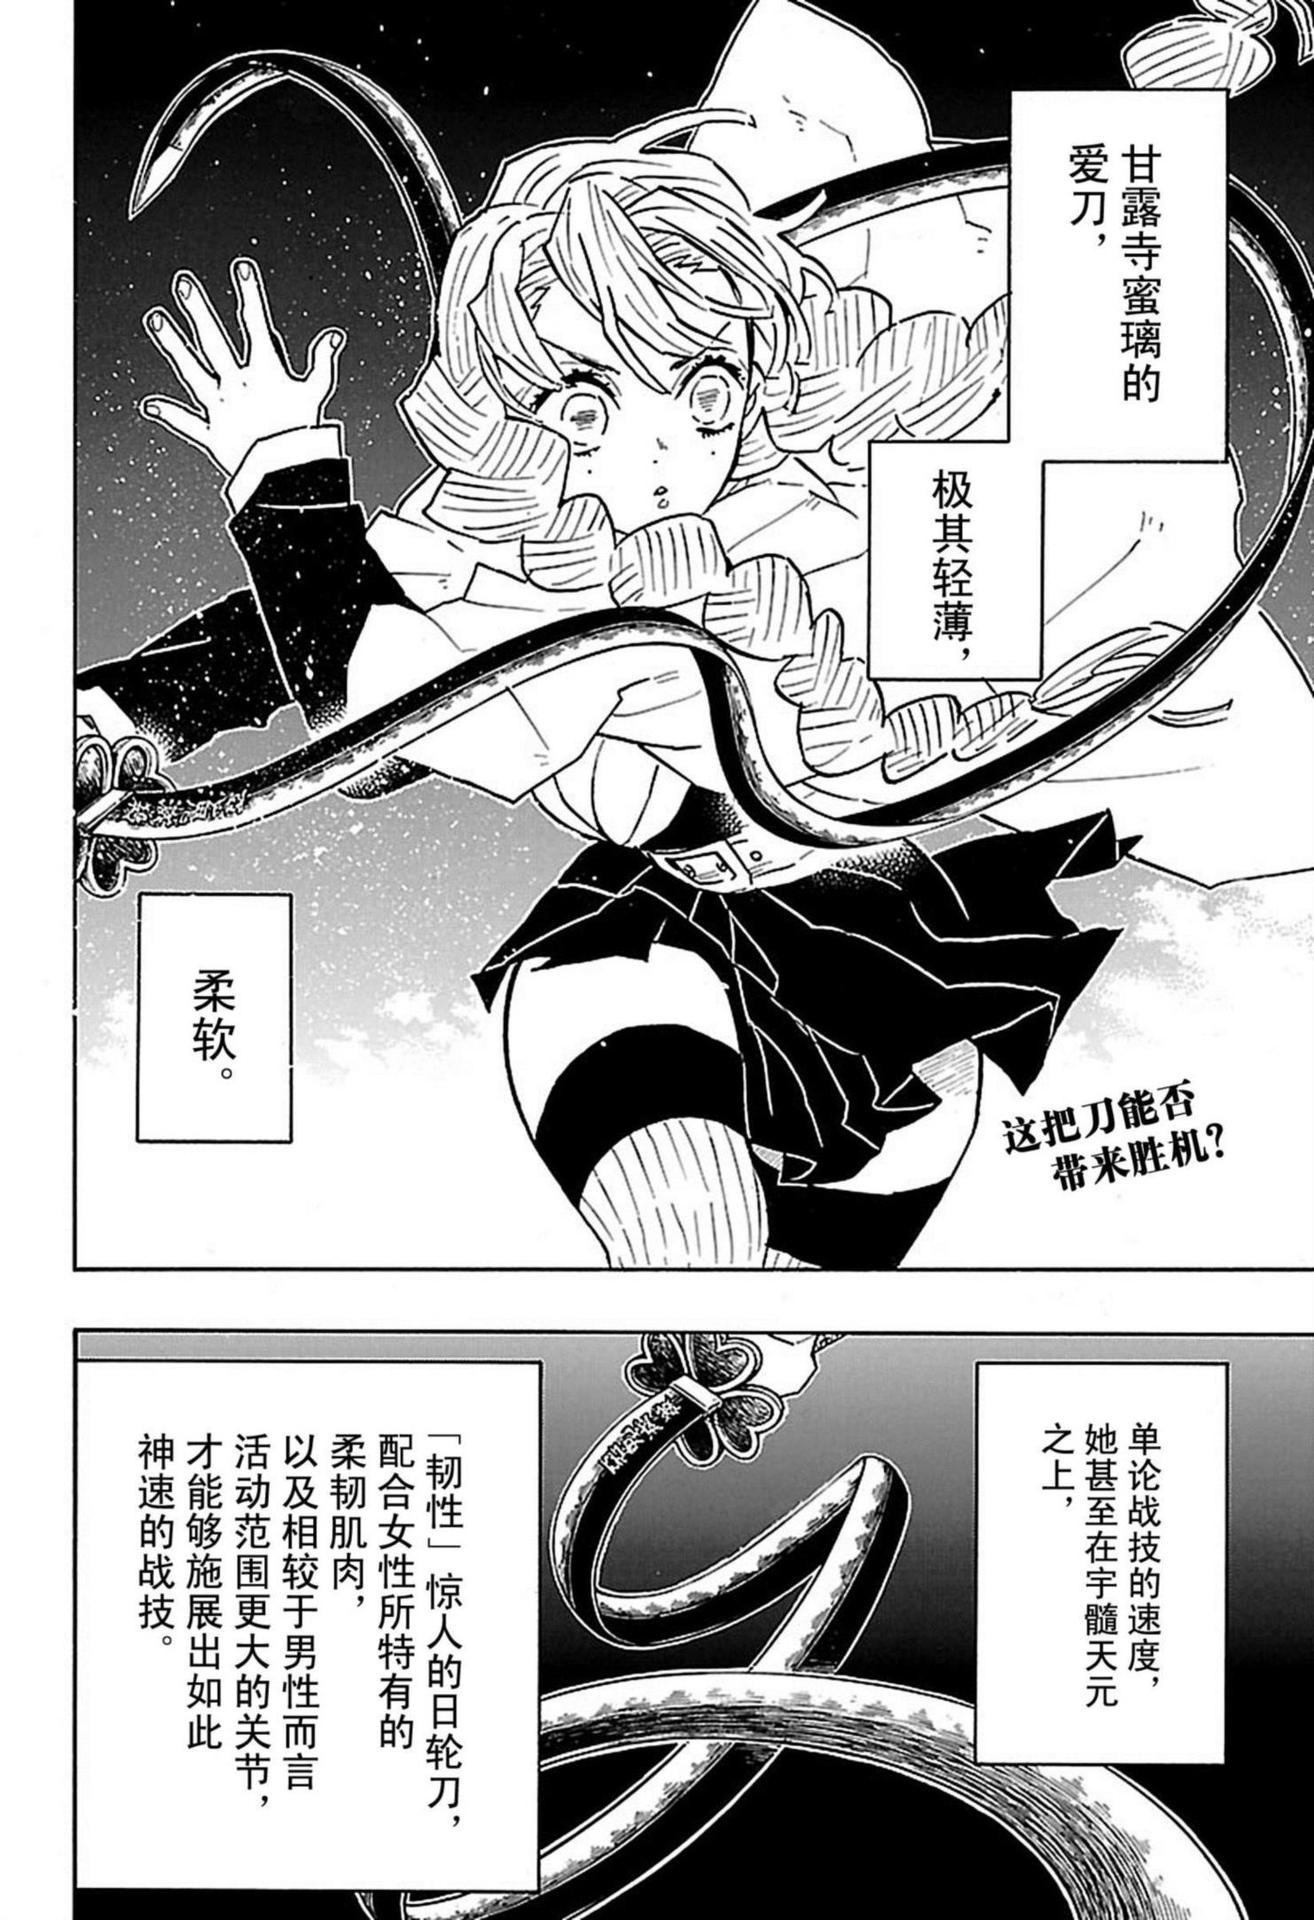 甘露寺蜜璃的
爱刀，
极其轻薄，
柔软。
这把刀能否
带来胜机？
单论战技的速度，
她甚至在宇髓天元
之上，
「韧性」惊人的日轮刀，
配合女性所特有的
柔韧肌肉，
以及相较于男性而言
活动范围更大的关节，
才能够施展出如此
神速的战技。